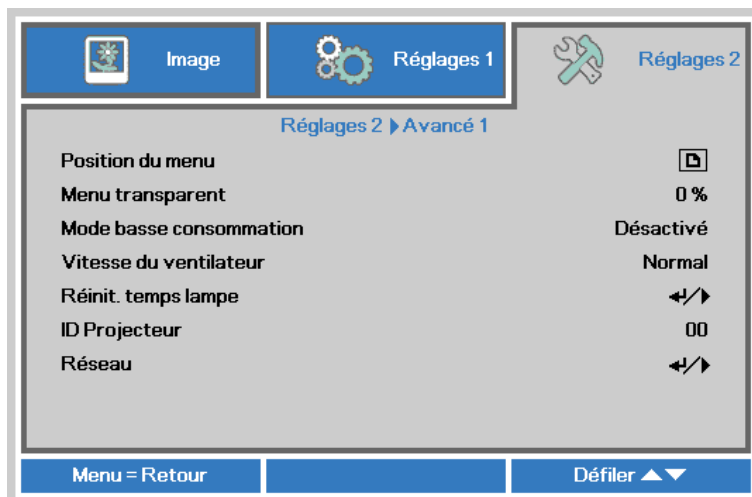 Image
Réglages 1
Réglages 2
Réglages 2 ▶ Avancé 1
Position du menu
Menu transparent 0 %
Mode basse consommation Désactivé
Vitesse du ventilateur Normal
Réinit. temps lampe ↵/▶
ID Projecteur 00
Réseau ↵/▶
Menu = Retour
Défiler ▲▼